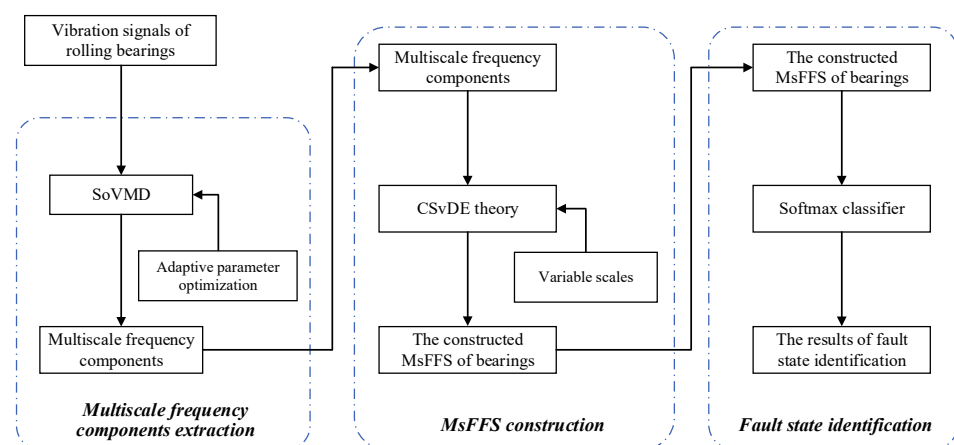 Vibration signals of
rolling bearings
SoVMD
Adaptive parameter
optimization
Multiscale frequency
components
Multiscale frequency
components extraction
Multiscale frequency
components
CSvDE theory
Variable scales
The constructed
MsFFS of bearings
MsFFS construction
The constructed
MsFFS of bearings
Softmax classifier
The results of fault
state identification
Fault state identification